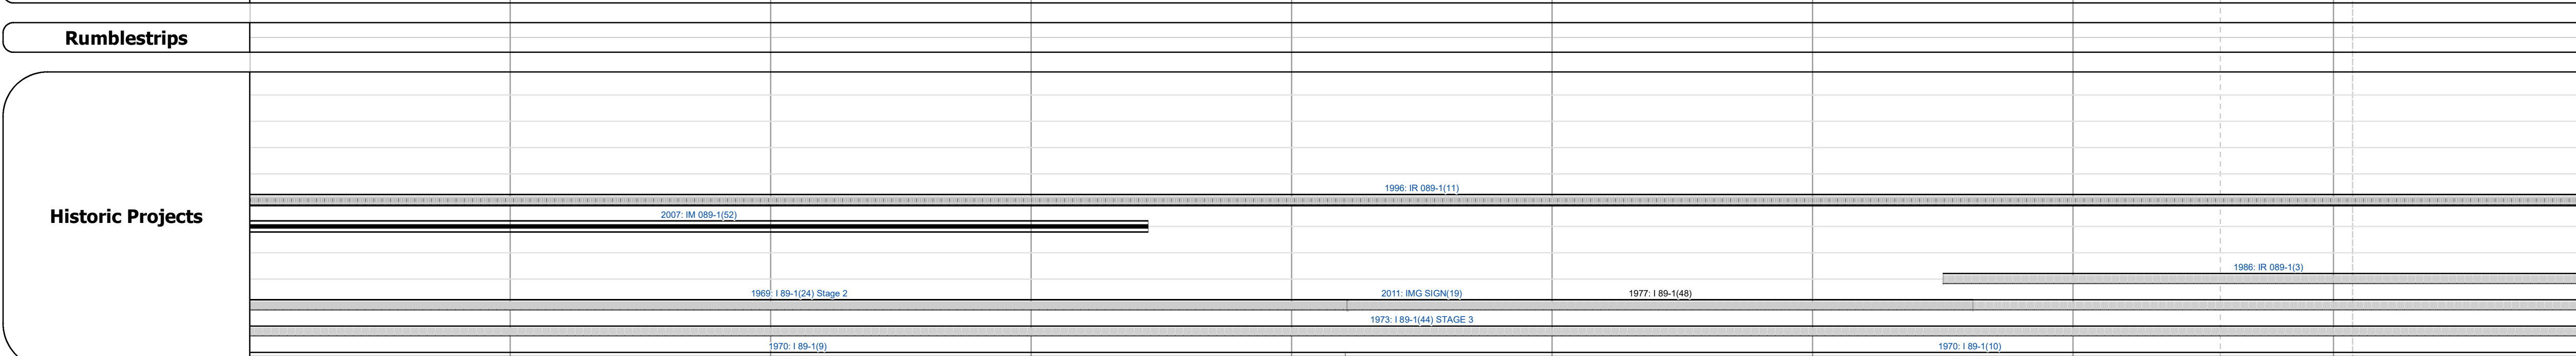 Rumblestrips
1996: IR 089-1(11)
2007: IM 089-1(52)
Historic Projects
1986: IR 089-1(3)
1969: I 89-1(24) Stage 2 2011: IMG SIGN(19) 1977: I 89-1(48)
1973: I 89-1(44) STAGE 3
1970: I 89-1(9) 1970: I 89-1(10)